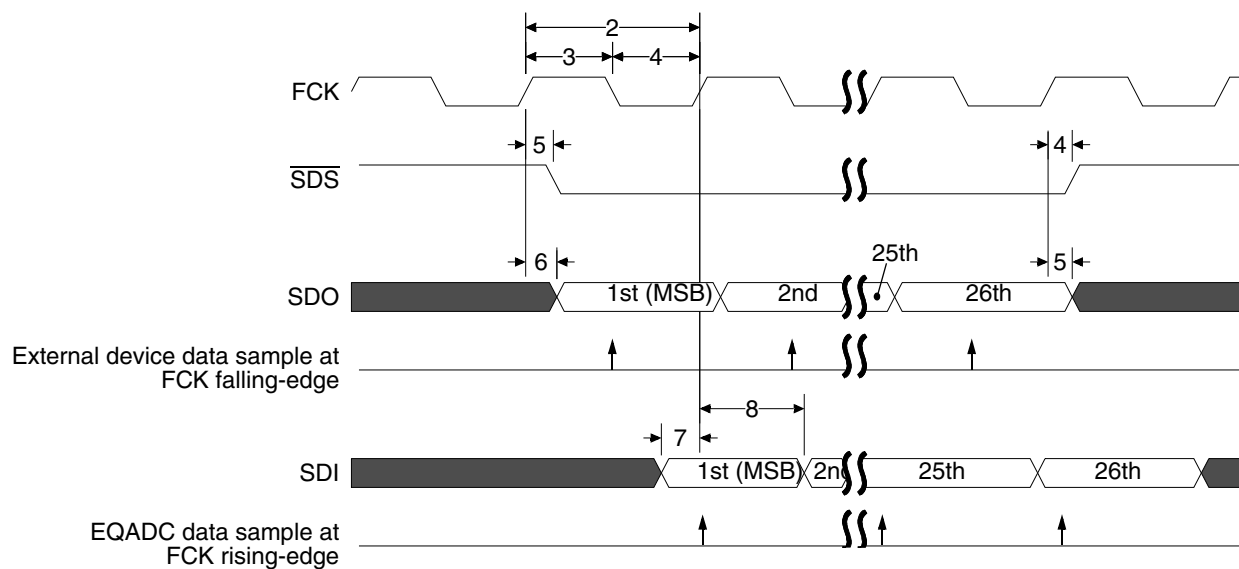 2
3 4
FCK
5 4
SDS
25th
6 5
SDO 1st (MSB) 2nd 26th
External device data sample at
FCK falling-edge
8
7
SDI 1st (MSB) 2nd 25th 26th
EQADC data sample at
FCK rising-edge